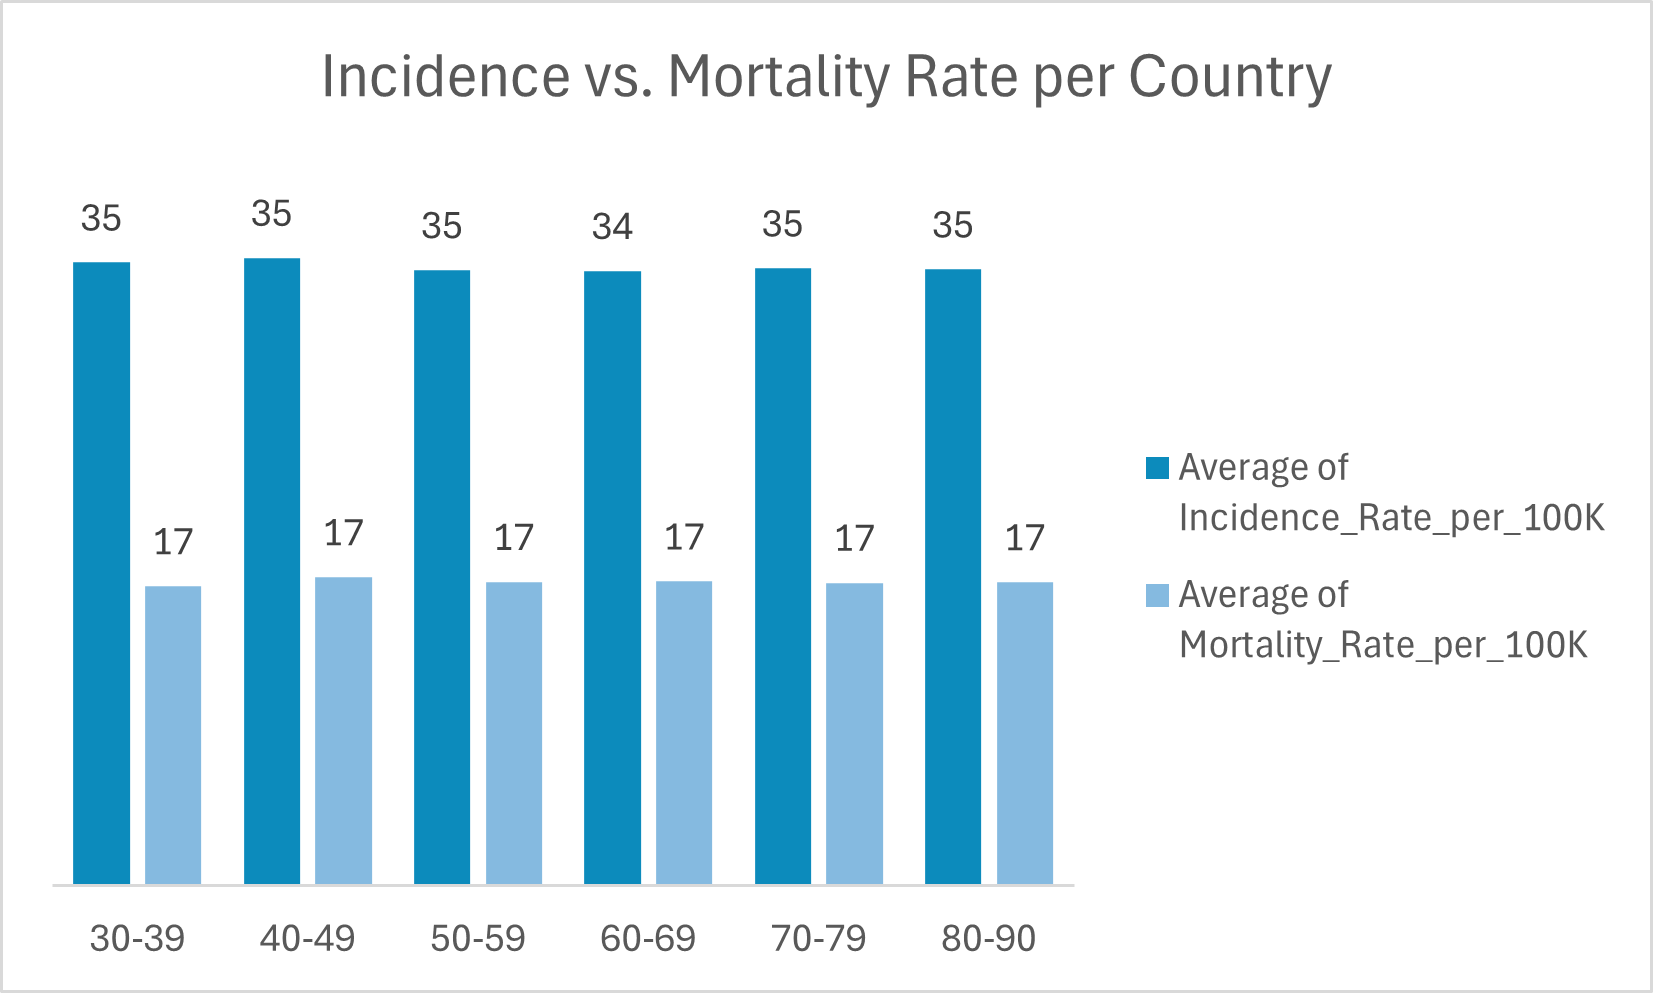 Incidence vs. Mortality Rate per Country
35 35 35 34 35 35
17 17 17 17 17 17
30-39 40-49 50-59 60-69 70-79 80-90
Average of
Incidence_Rate_per_100K
Average of
Mortality_Rate_per_100K